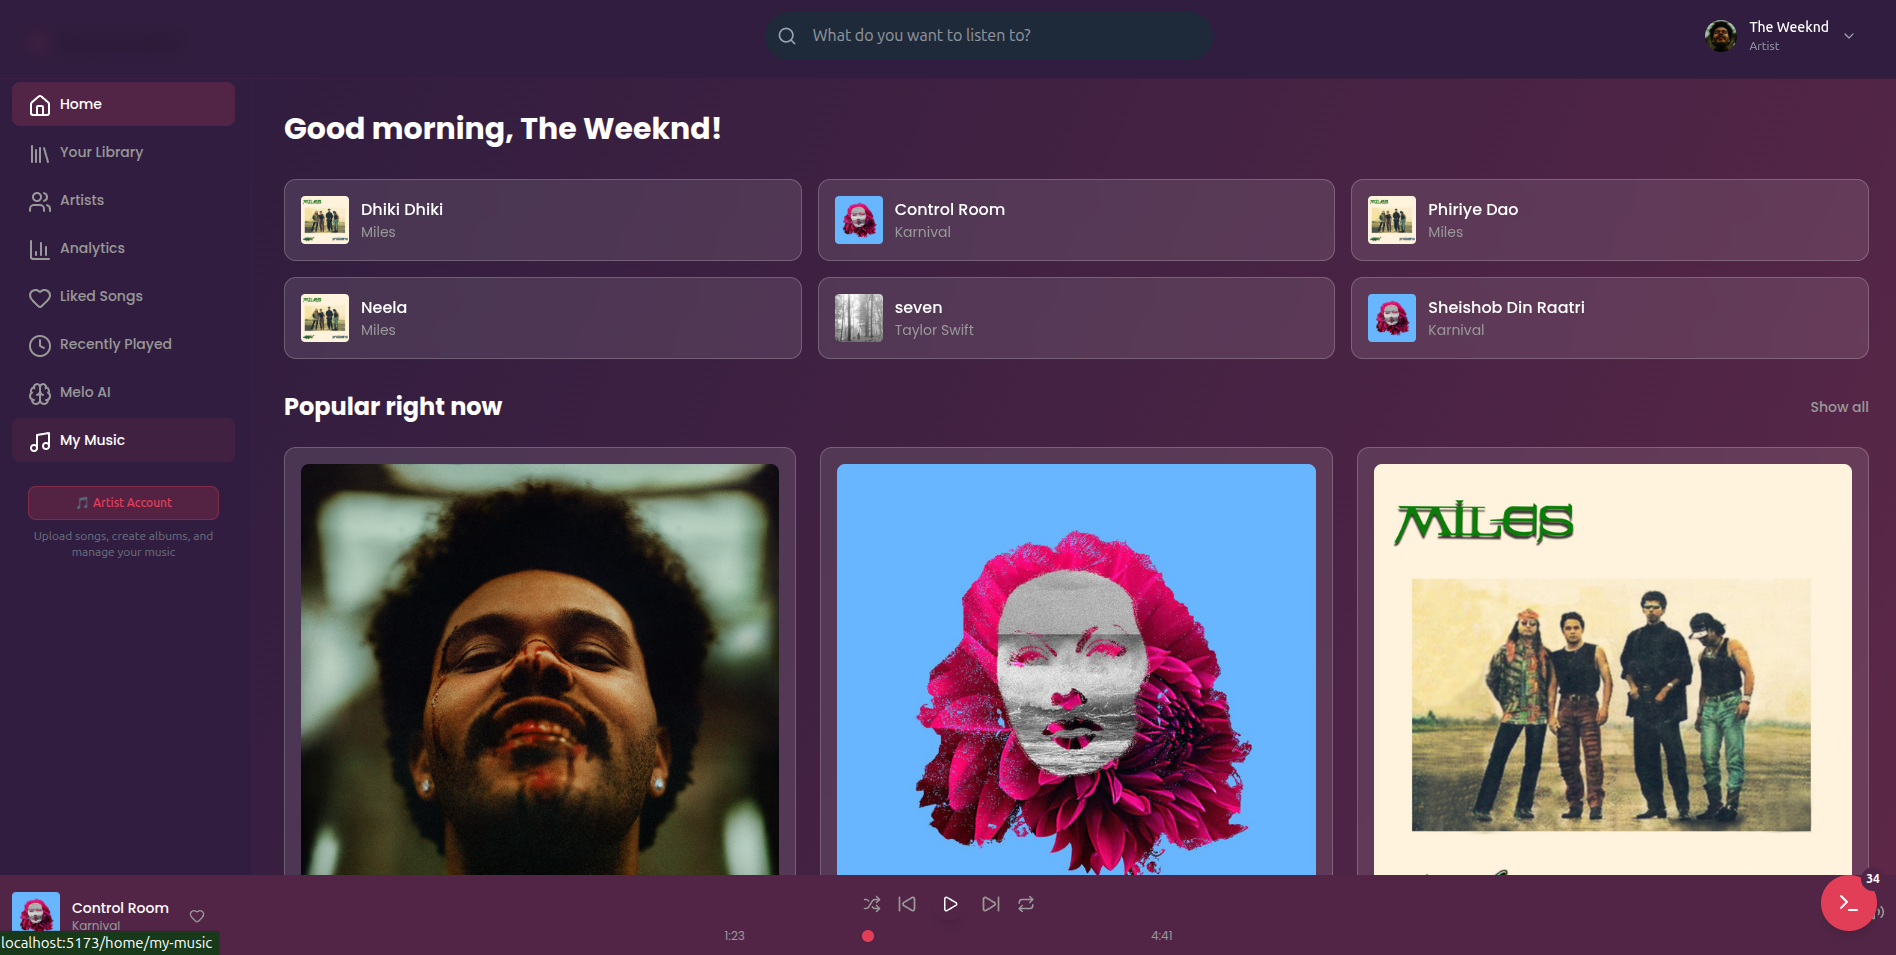 What do you want to listen to?
The Weeknd
Artist
Home
Your Library
Artists
Analytics
Liked Songs
Recently Played
Melo AI
My Music
🎵 Artist Account
Upload songs, create albums, and
manage your music
Good morning, The Weeknd!
Dhiki Dhiki
Miles
Control Room
Karnival
Phiriye Dao
Miles
Neela
Miles
seven
Taylor Swift
Sheishob Din Raatri
Karnival
Popular right now
Show all
MILES
Control Room
Karnival
1:23
4:41
34
localhost:5173/home/my-music